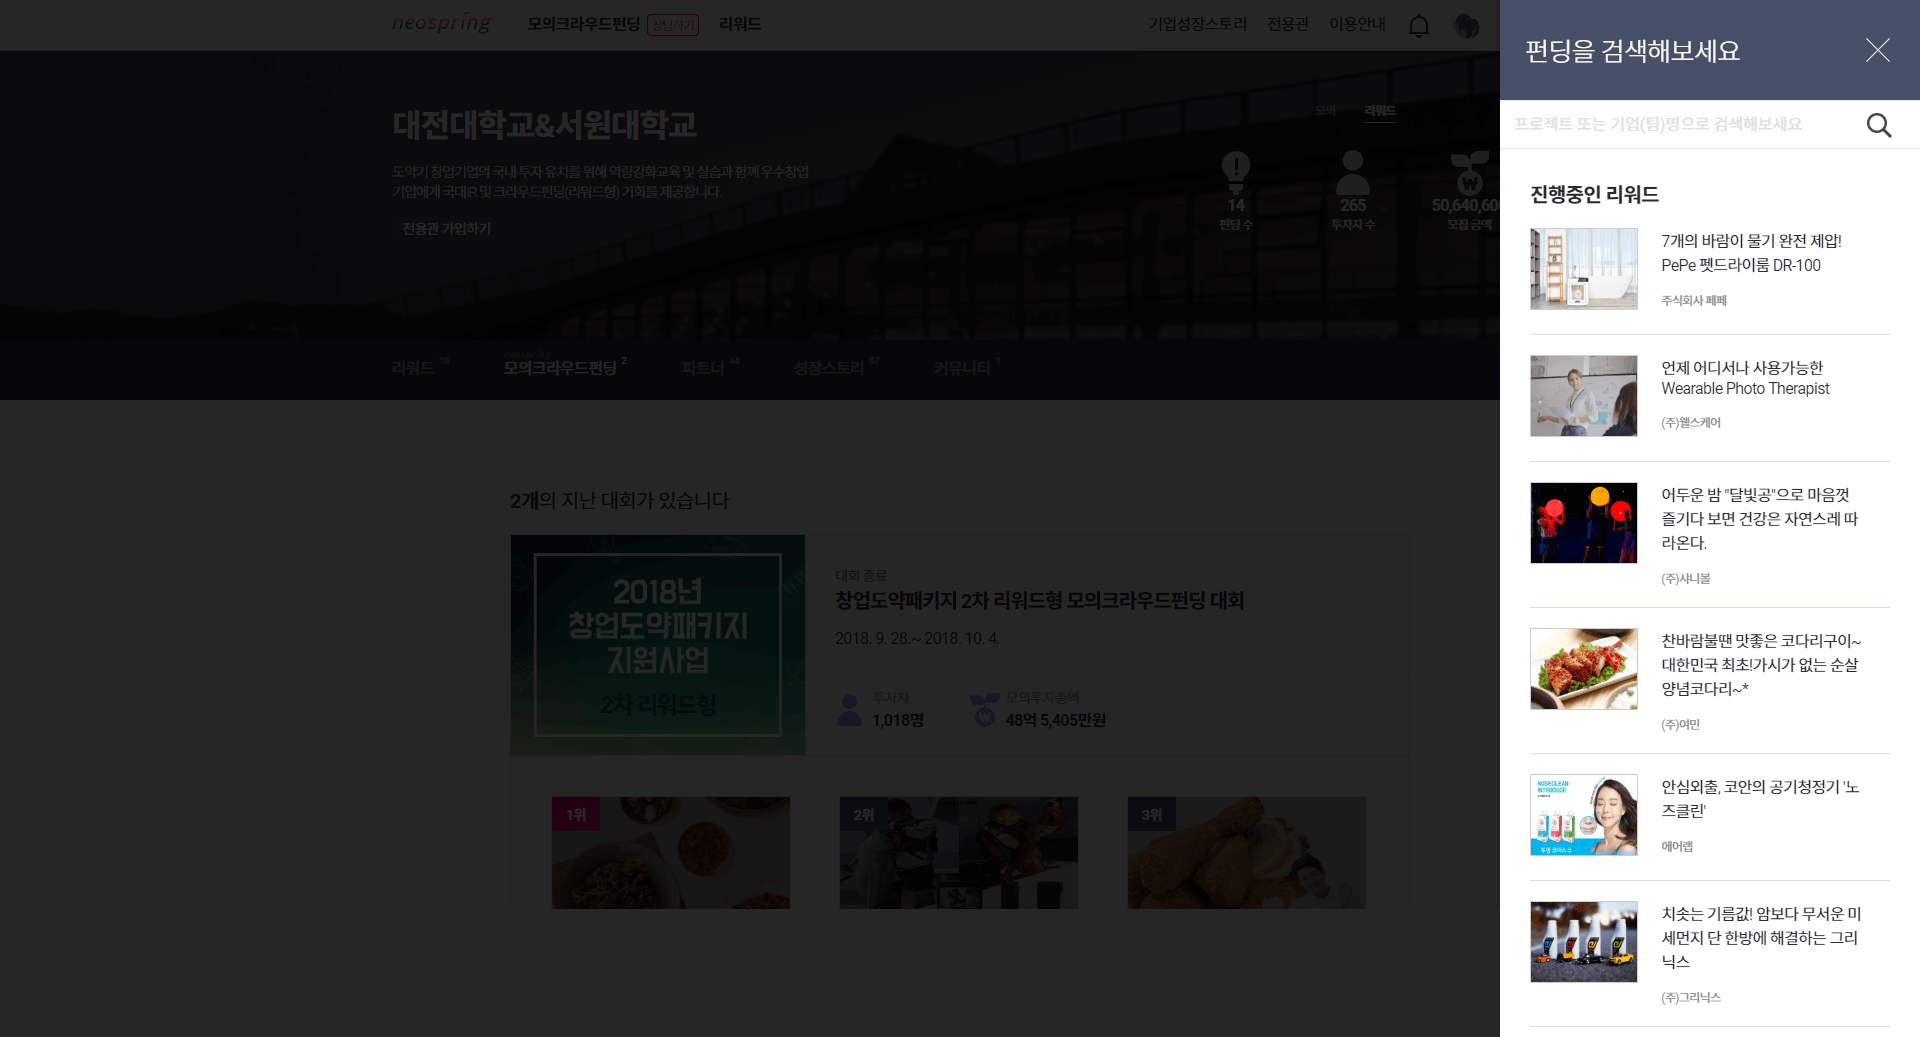 neospring
모의크라우드펀딩 상담하기 리워드
기업성장스토리 전용관 이용안내
대전대학교&서원대학교
도약기 창업기업의 국내 투자 유치를 위해 역량강화교육 및 실습과 함께 우수창업
기업에게 국대IR 및 크라우드펀딩(리워드형) 기회를 제공합니다.
전용관 가입하기
모의 리워드
14
펀딩 수
265
투자자 수
50,640,600
모집 금액
리워드 14
neospring
모의크라우드펀딩 2
파트너 44
성장스토리 67
커뮤니티 1
2개의 지난 대회가 있습니다
2018년
창업도약패키지
지원사업
2차 리워드형
대회 종료
창업도약패키지 2차 리워드형 모의크라우드펀딩 대회
2018. 9. 28. ~ 2018. 10. 4.
투자자
1,018명
모의투자총액
48억 5,405만원
1위
2위
3위
펀딩을 검색해보세요
프로젝트 또는 기업(팀)명으로 검색해보세요
진행중인 리워드
7개의 바람이 물기 완전 제압!
PePe 펫드라이룸 DR-100
주식회사 페페
언제 어디서나 사용가능한
Wearable Photo Therapist
(주)웰스케어
어두운 밤 "달빛공"으로 마음껏
즐기다 보면 건강은 자연스레 따
라온다.
(주)샤니볼
찬바람불땐 맛좋은 코다리구이~
대한민국 최초!가시가 없는 순살
양념코다리~*
(주)여민
NOSECLEAN
INTRODUCE
투명 코마스크
안심외출, 코안의 공기청정기 '노
즈클린'
에어랩
치솟는 기름값! 암보다 무서운 미
세먼지 단 한방에 해결하는 그리
닉스
(주)그리닉스